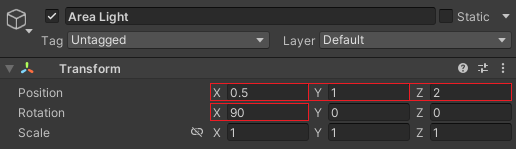 Area Light Static
Tag Untagged Layer Default
Transform
Position X 0.5 Y 1 Z 2
Rotation X 90 Y 0 Z 0
Scale X 1 Y 1 Z 1